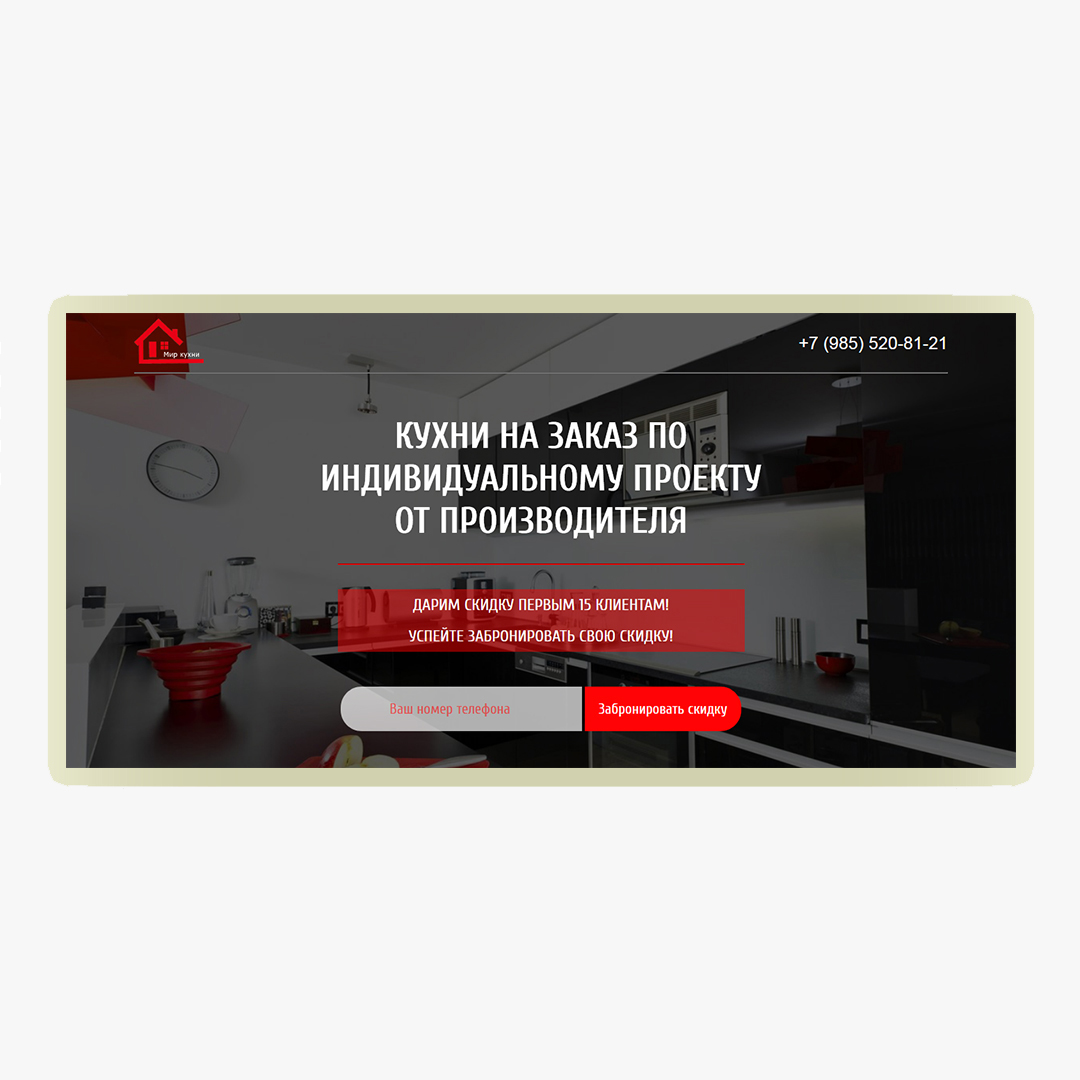 Мир кухни
+7 (985) 520-81-21
КУХНИ НА ЗАКАЗ ПО
ИНДИВИДУАЛЬНОМУ ПРОЕКТУ
ОТ ПРОИЗВОДИТЕЛЯ
ДАРИМ СКИДКУ ПЕРВЫМ 15 КЛИЕНТАМ!
УСПЕЙТЕ ЗАБРОНИРОВАТЬ СВОЮ СКИДКУ!
Ваш номер телефона
Забронировать скидку